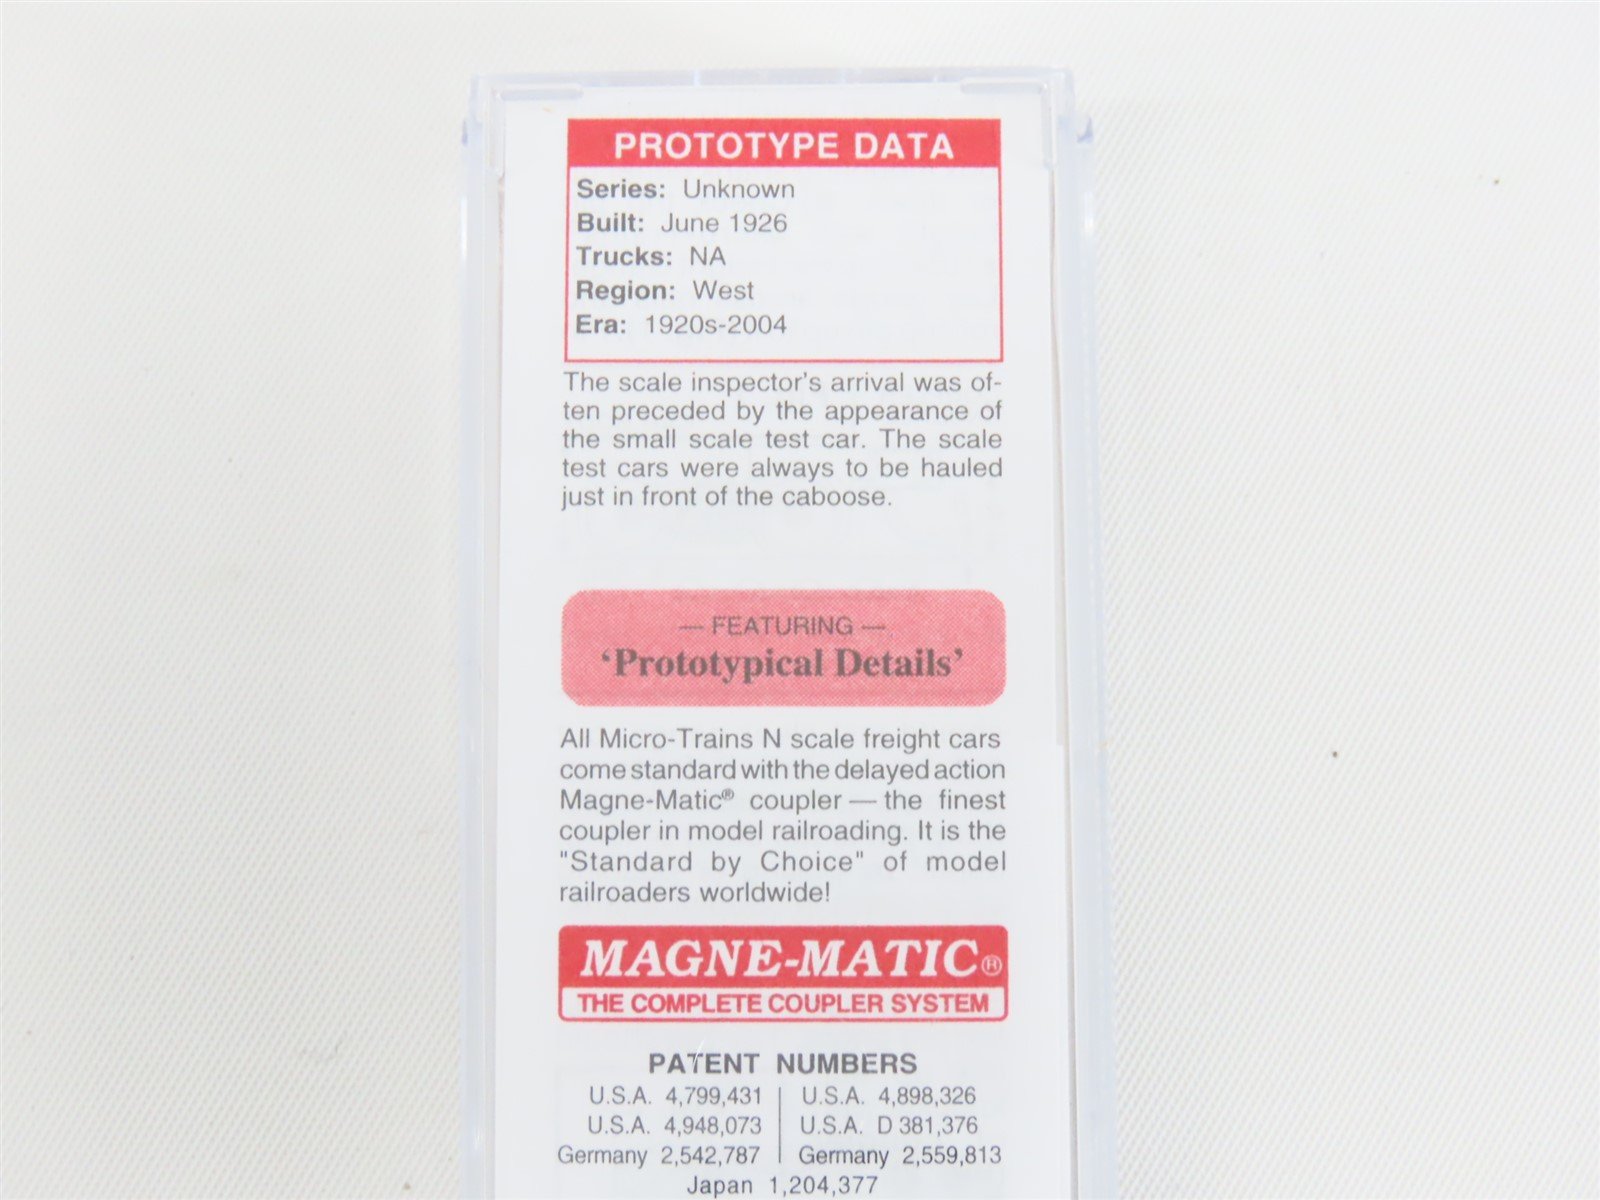 PROTOTYPE DATA
Series: Unknown
Built: June 1926
Trucks: NA
Region: West
Era: 1920s-2004
The scale inspector's arrival was of-
ten preceded by the appearance of
the small scale test car. The scale
test cars were always to be hauled
just in front of the caboose.
— FEATURING —
‘Prototypical Details’
All Micro-Trains N scale freight cars
come standard with the delayed action
Magne-Matic® coupler — the finest
coupler in model railroading. It is the
"Standard by Choice" of model
railroaders worldwide!
MAGNE-MATIC®
THE COMPLETE COUPLER SYSTEM
PATENT NUMBERS
U.S.A. 4,799,431 | U.S.A. 4,898,326
U.S.A. 4,948,073 | U.S.A. D 381,376
Germany 2,542,787 | Germany 2,559,813
Japan 1,204,377